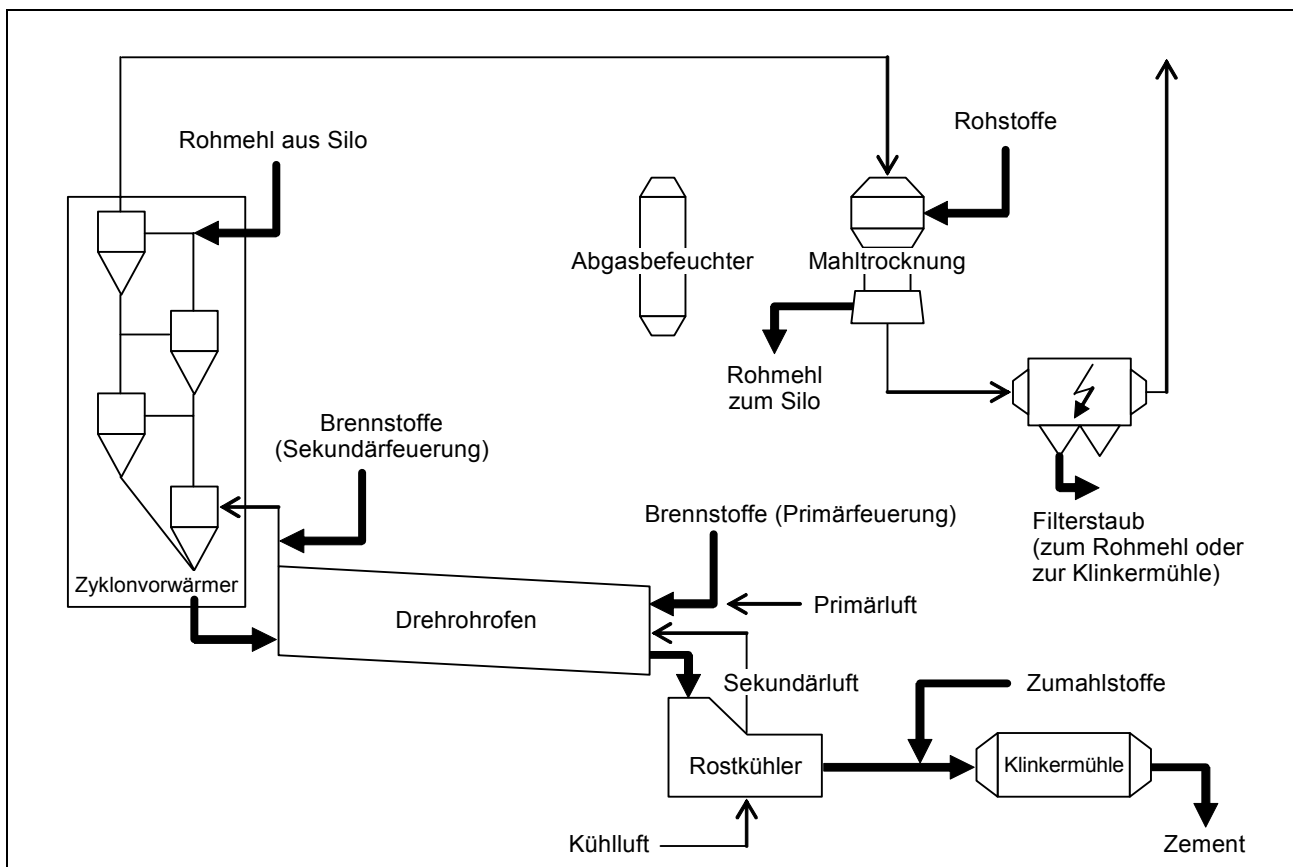 Rohmehl aus Silo
Rohstoffe
Abgasbefeuchter
Mahltrocknung
Rohmehl
zum Silo
Brennstoffe
(Sekundärfeuerung)
Brennstoffe (Primärfeuerung)
Filterstaub
(zum Rohmehl oder
zur Klinkermühle)
Zyklonvorwärmer
Drehrohrofen
Primärluft
Sekundärluft
Zumahlstoffe
Rostkühler
Klinkermühle
Kühlluft
Zement